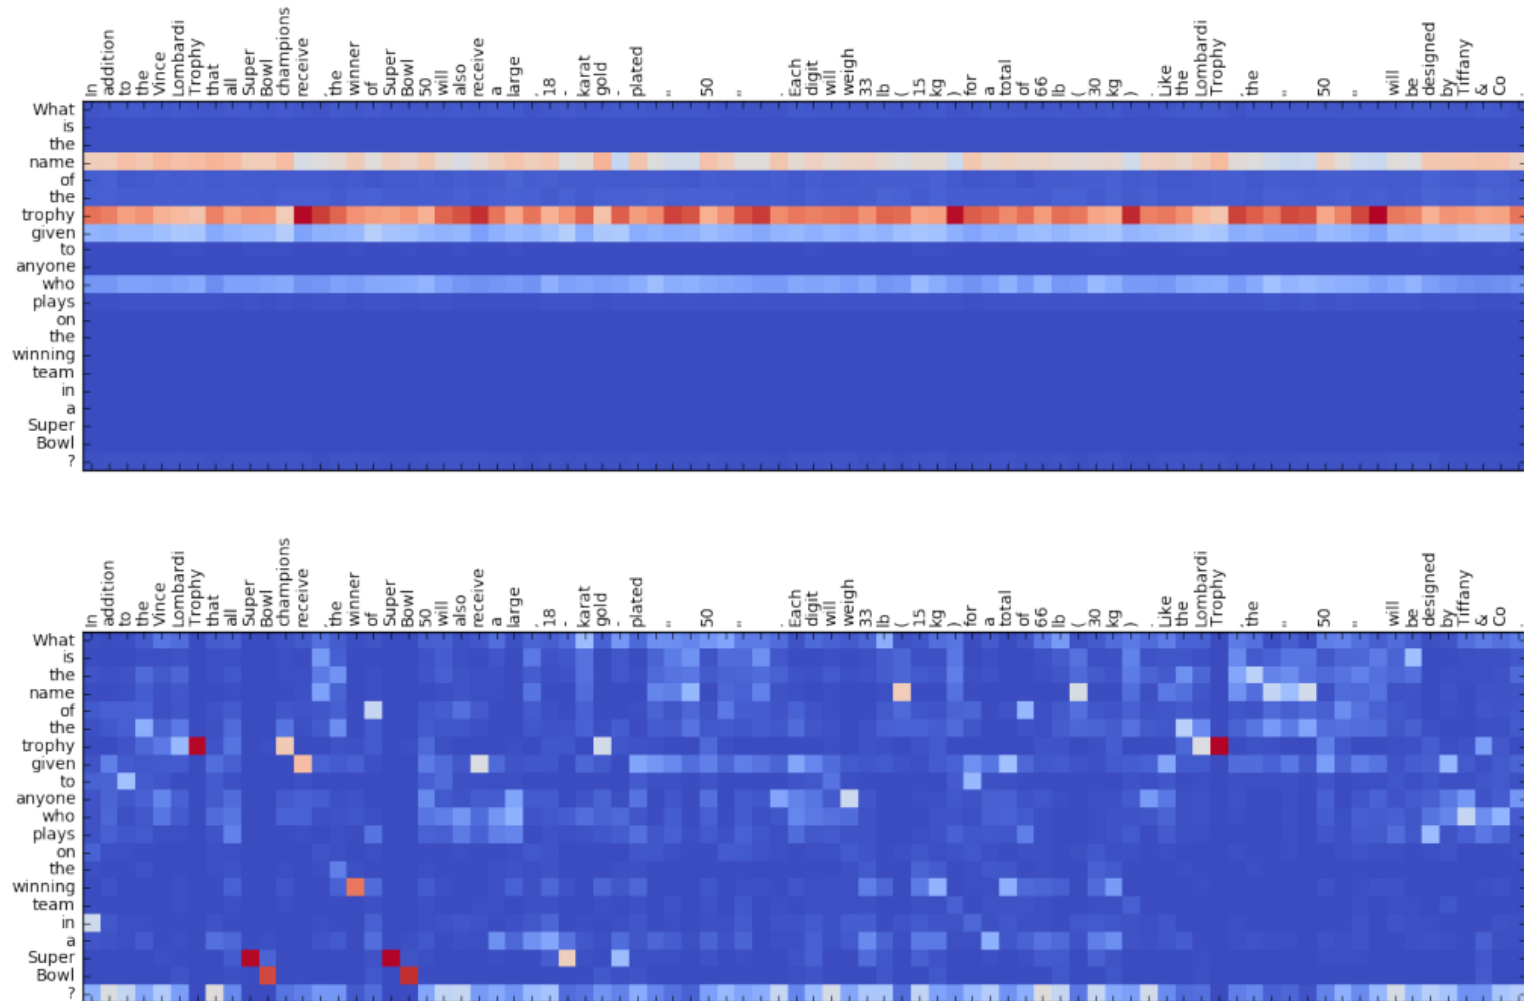 In addition to the Vince Lombardi Trophy that all Super Bowl champions receive , the winner of Super Bowl 50 will also receive a large , 18 - karat gold - plated " 50 " . Each digit will weigh 33 lb ( 15 kg ) for a total of 66 lb ( 30 kg ) . Like the Lombardi Trophy , the " 50 " will be designed by Tiffany & Co .
What
is
the
name
of
the
trophy
given
to
anyone
who
plays
on
the
winning
team
in
a
Super
Bowl
?
In addition to the Vince Lombardi Trophy that all Super Bowl champions receive , the winner of Super Bowl 50 will also receive a large , 18 - karat gold - plated " 50 " . Each digit will weigh 33 lb ( 15 kg ) for a total of 66 lb ( 30 kg ) . Like the Lombardi Trophy , the " 50 " will be designed by Tiffany & Co .
What
is
the
name
of
the
trophy
given
to
anyone
who
plays
on
the
winning
team
in
a
Super
Bowl
?